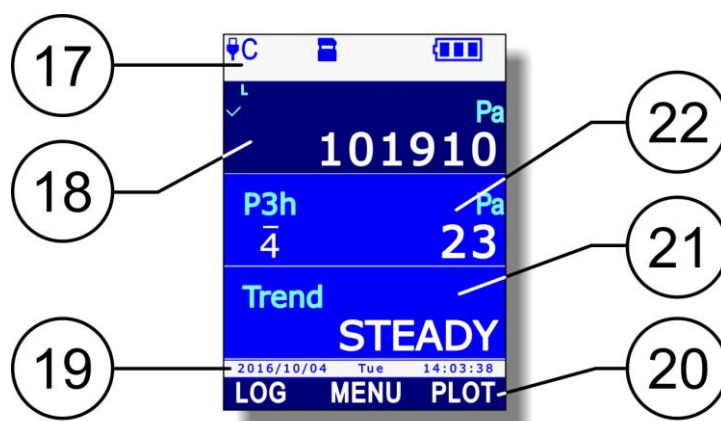 C
L
Pa
101910
P3h
Pa
4
23
Trend
STEADY
2016/10/04 Tue 14:03:38
LOG MENU PLOT
17
18
19
22
21
20